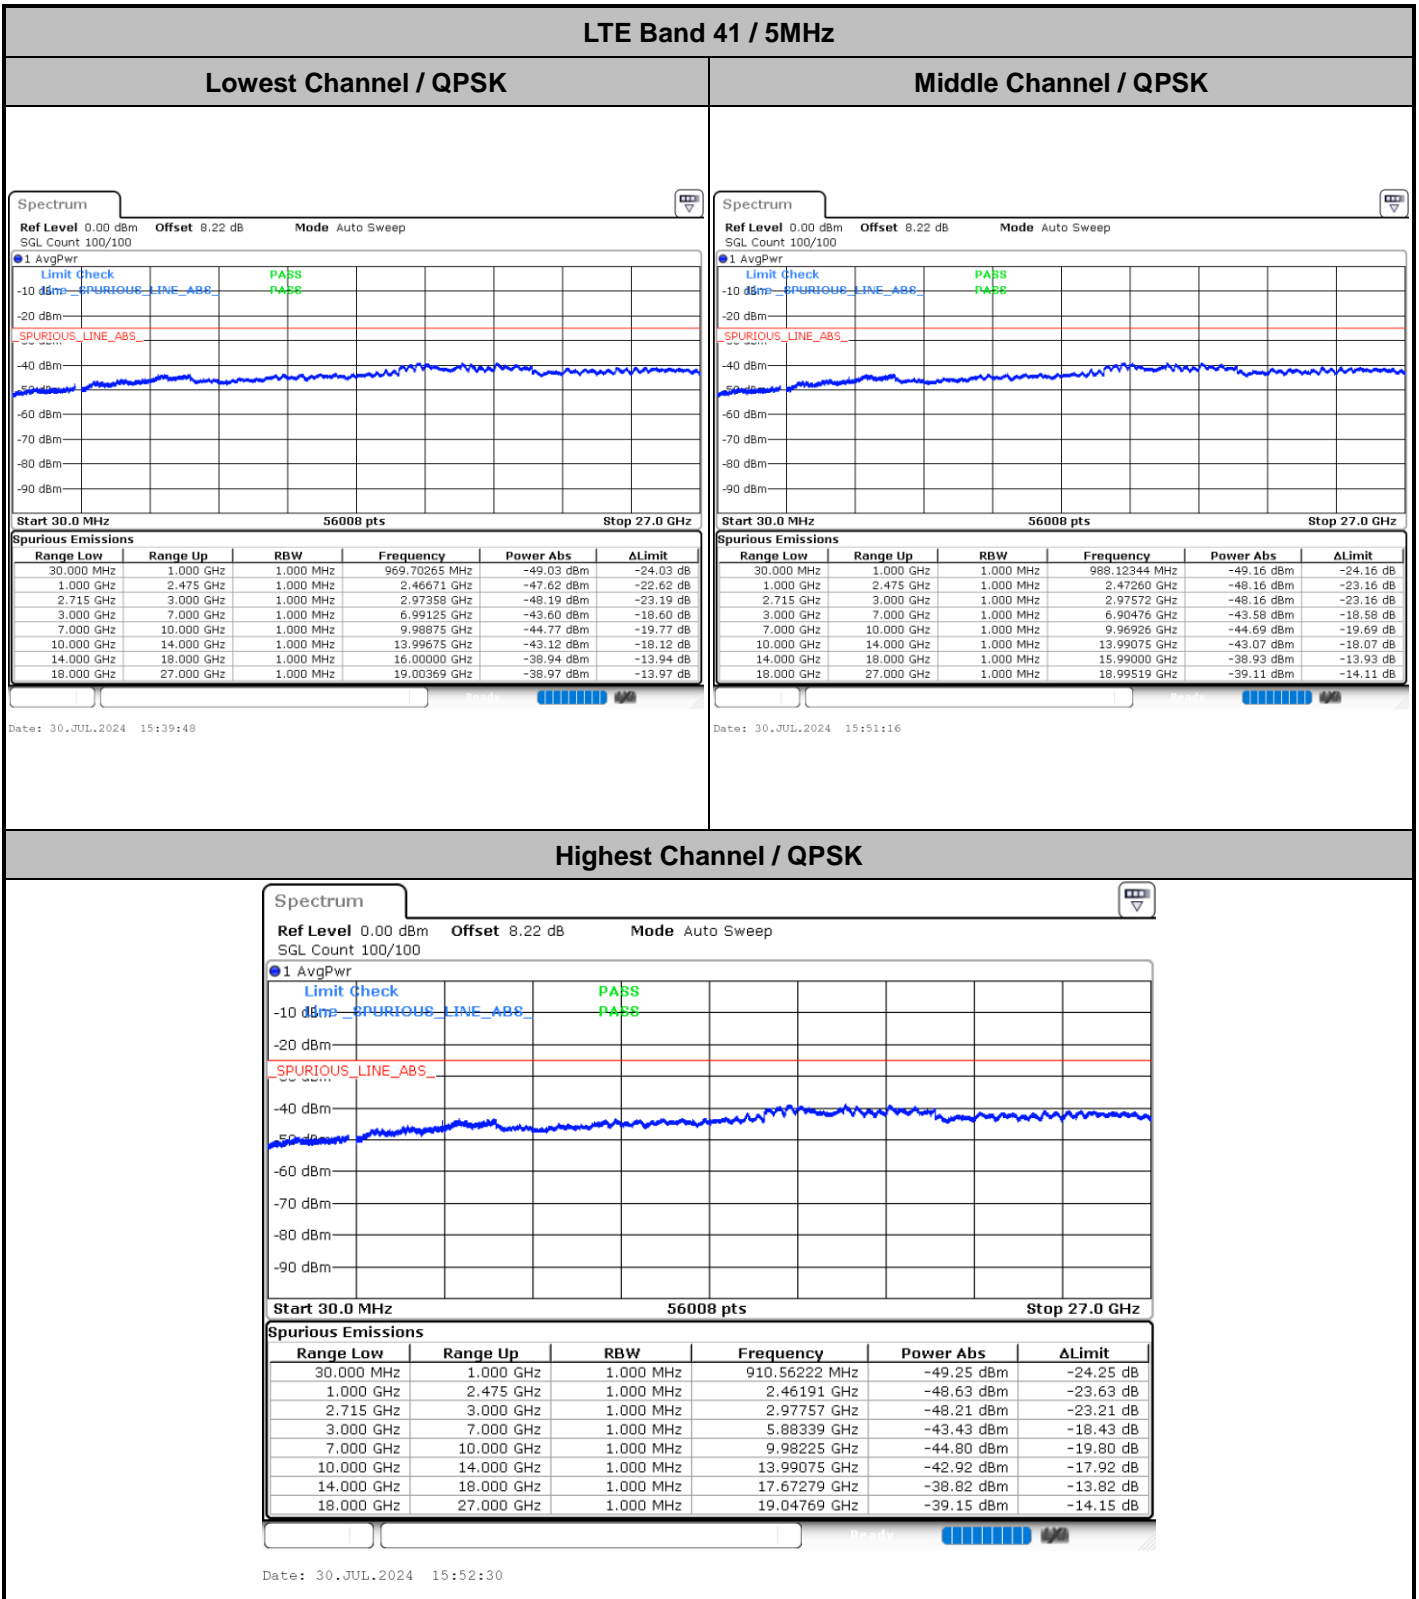 LTE Band 41 / 5MHz
Lowest Channel / QPSK
Middle Channel / QPSK
Spectrum
Ref Level 0.00 dBm Offset 8.22 dB Mode Auto Sweep
SGL Count 100/100
1 AvgPwr
Limit Check PASS
Line _SPURIOUS_LINE_ABS_ PASS
-10 dBm
-20 dBm
_SPURIOUS_LINE_ABS_
-30 dBm
-40 dBm
-50 dBm
-60 dBm
-70 dBm
-80 dBm
-90 dBm
Start 30.0 MHz 56008 pts Stop 27.0 GHz
Spurious Emissions
Range Low Range Up RBW Frequency Power Abs ΔLimit
30.000 MHz 1.000 GHz 1.000 MHz 969.70265 MHz -49.03 dBm -24.03 dB
1.000 GHz 2.475 GHz 1.000 MHz 2.46671 GHz -47.62 dBm -22.62 dB
2.715 GHz 3.000 GHz 1.000 MHz 2.97358 GHz -48.19 dBm -23.19 dB
3.000 GHz 7.000 GHz 1.000 MHz 6.99125 GHz -43.60 dBm -18.60 dB
7.000 GHz 10.000 GHz 1.000 MHz 9.98875 GHz -44.77 dBm -19.77 dB
10.000 GHz 14.000 GHz 1.000 MHz 13.99675 GHz -43.12 dBm -18.12 dB
14.000 GHz 18.000 GHz 1.000 MHz 16.00000 GHz -38.94 dBm -13.94 dB
18.000 GHz 27.000 GHz 1.000 MHz 19.00369 GHz -38.97 dBm -13.97 dB
Ready
Date: 30.JUL.2024 15:39:48
Spectrum
Ref Level 0.00 dBm Offset 8.22 dB Mode Auto Sweep
SGL Count 100/100
1 AvgPwr
Limit Check PASS
Line _SPURIOUS_LINE_ABS_ PASS
-10 dBm
-20 dBm
_SPURIOUS_LINE_ABS_
-30 dBm
-40 dBm
-50 dBm
-60 dBm
-70 dBm
-80 dBm
-90 dBm
Start 30.0 MHz 56008 pts Stop 27.0 GHz
Spurious Emissions
Range Low Range Up RBW Frequency Power Abs ΔLimit
30.000 MHz 1.000 GHz 1.000 MHz 988.12344 MHz -49.16 dBm -24.16 dB
1.000 GHz 2.475 GHz 1.000 MHz 2.47260 GHz -48.16 dBm -23.16 dB
2.715 GHz 3.000 GHz 1.000 MHz 2.97572 GHz -48.16 dBm -23.16 dB
3.000 GHz 7.000 GHz 1.000 MHz 6.90476 GHz -43.58 dBm -18.58 dB
7.000 GHz 10.000 GHz 1.000 MHz 9.96926 GHz -44.69 dBm -19.69 dB
10.000 GHz 14.000 GHz 1.000 MHz 13.99075 GHz -43.07 dBm -18.07 dB
14.000 GHz 18.000 GHz 1.000 MHz 15.99000 GHz -38.93 dBm -13.93 dB
18.000 GHz 27.000 GHz 1.000 MHz 18.99519 GHz -39.11 dBm -14.11 dB
Ready
Date: 30.JUL.2024 15:51:16
Highest Channel / QPSK
Spectrum
Ref Level 0.00 dBm Offset 8.22 dB Mode Auto Sweep
SGL Count 100/100
1 AvgPwr
Limit Check PASS
Line _SPURIOUS_LINE_ABS_ PASS
-10 dBm
-20 dBm
_SPURIOUS_LINE_ABS_
-30 dBm
-40 dBm
-50 dBm
-60 dBm
-70 dBm
-80 dBm
-90 dBm
Start 30.0 MHz 56008 pts Stop 27.0 GHz
Spurious Emissions
Range Low Range Up RBW Frequency Power Abs ΔLimit
30.000 MHz 1.000 GHz 1.000 MHz 910.56222 MHz -49.25 dBm -24.25 dB
1.000 GHz 2.475 GHz 1.000 MHz 2.46191 GHz -48.63 dBm -23.63 dB
2.715 GHz 3.000 GHz 1.000 MHz 2.97757 GHz -48.21 dBm -23.21 dB
3.000 GHz 7.000 GHz 1.000 MHz 5.88339 GHz -43.43 dBm -18.43 dB
7.000 GHz 10.000 GHz 1.000 MHz 9.98225 GHz -44.80 dBm -19.80 dB
10.000 GHz 14.000 GHz 1.000 MHz 13.99075 GHz -42.92 dBm -17.92 dB
14.000 GHz 18.000 GHz 1.000 MHz 17.67279 GHz -38.82 dBm -13.82 dB
18.000 GHz 27.000 GHz 1.000 MHz 19.04769 GHz -39.15 dBm -14.15 dB
Ready
Date: 30.JUL.2024 15:52:30